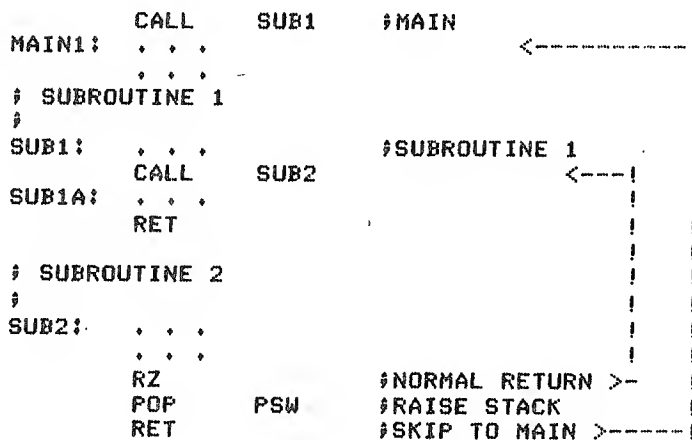 CALL SUB1 ;MAIN
MAIN1: . . . <------------
. . .
; SUBROUTINE 1
;
SUB1: . . . ;SUBROUTINE 1
CALL SUB2 <---!
SUB1A: . . . !
RET !
! !
; SUBROUTINE 2 ! !
; ! !
SUB2: . . . ! !
. . . ! !
RZ ;NORMAL RETURN >- !
POP PSW ;RAISE STACK !
RET ;SKIP TO MAIN >-----!